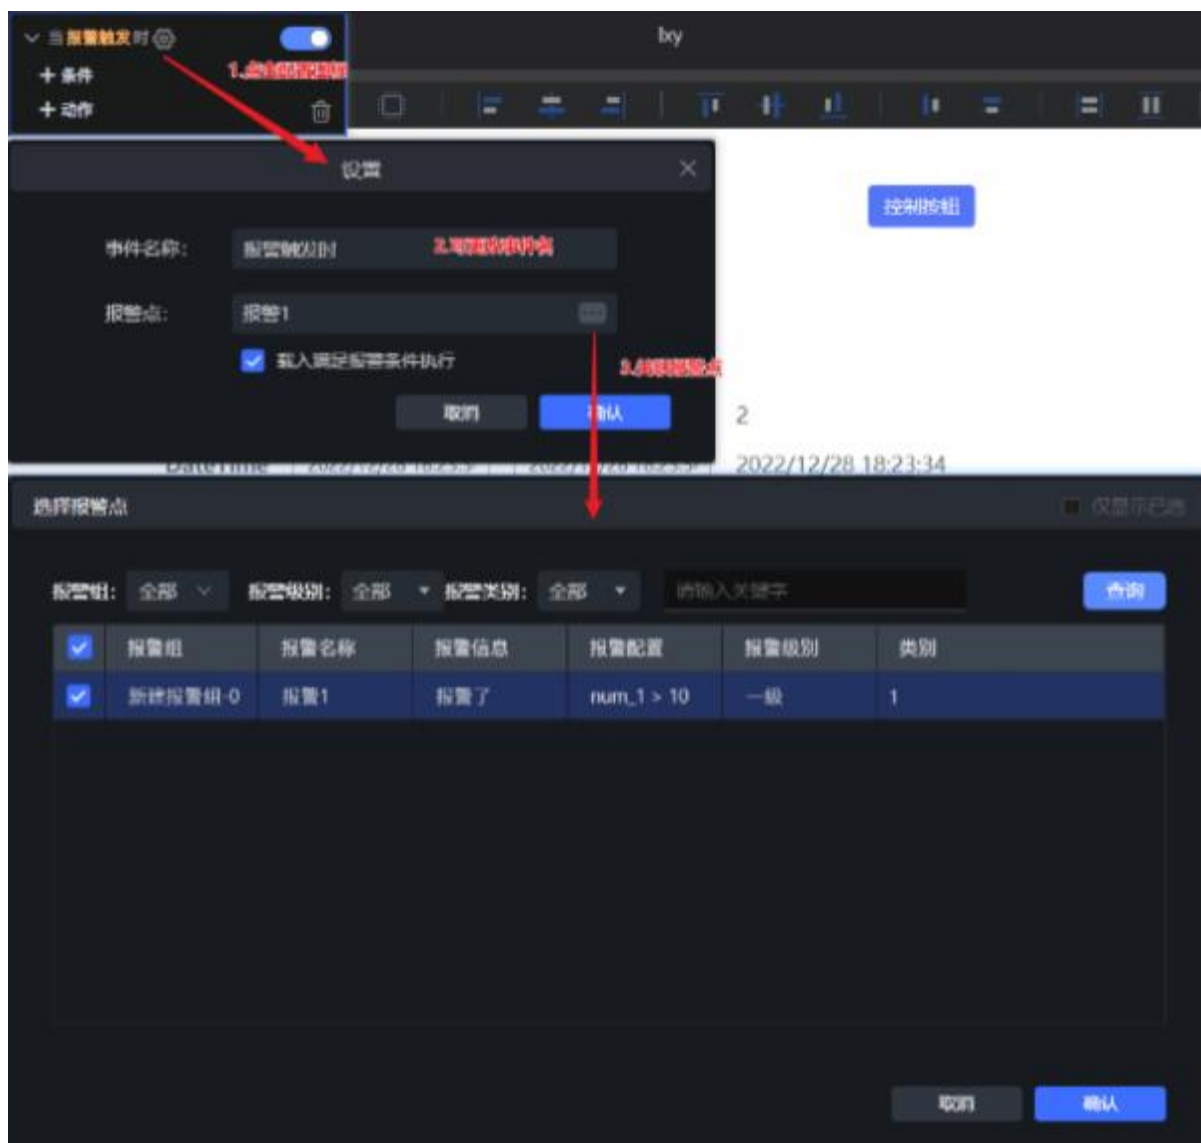 当报警触发时
lxy
+ 条件
1.点击配置图标
+ 动作
设置
控制按钮
事件名称：
报警触发时
2.可更改事件名
报警点：
报警1
载入满足报警条件执行
3.关联报警点
取消
确认
2
DateTime
2022/12/28 18:23:34
选择报警点
仅显示已选
报警组： 全部 报警级别： 全部 报警类别： 全部 请输入关键字 查询
报警组 报警名称 报警信息 报警配置 报警级别 类别
新建报警组-0 报警1 报警了 num_1 > 10 一级 1
取消 确认